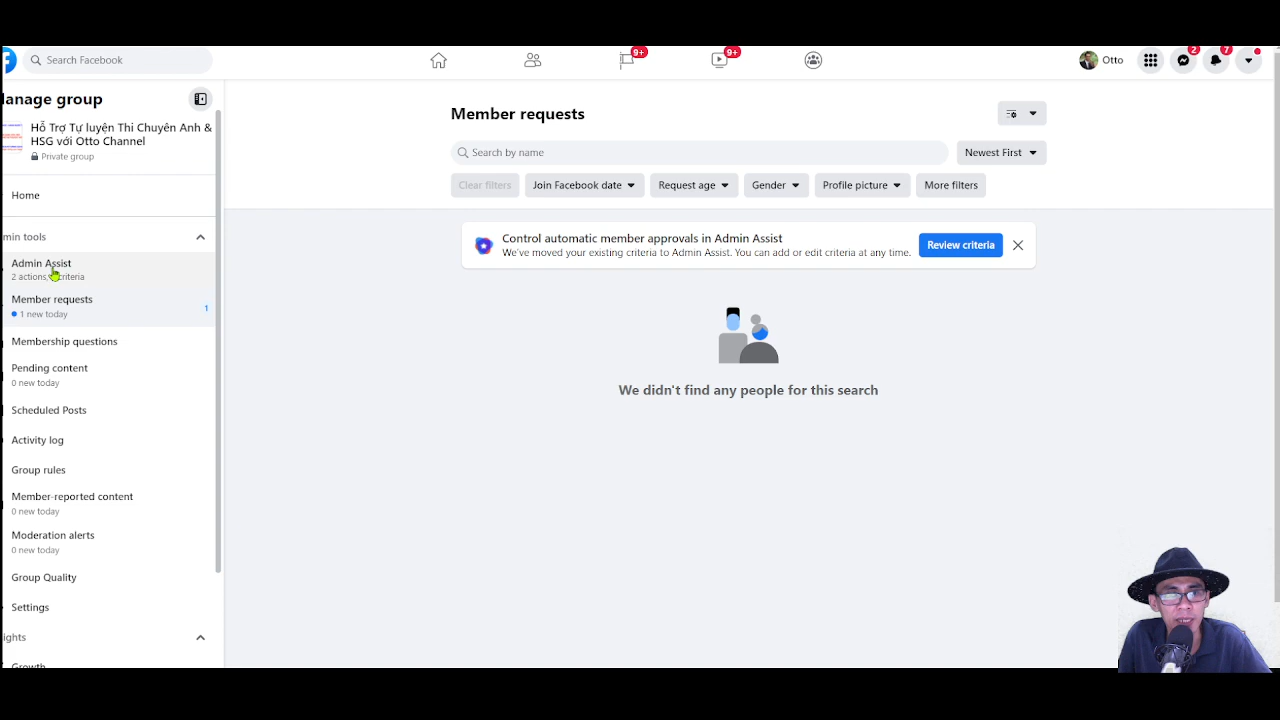 Search Facebook
9+
9+
Otto
2
7
anage group
Hỗ Trợ Tự luyện Thi Chuyên Anh &
HSG với Otto Channel
Private group
Home
min tools
Admin Assist
2 actions, criteria
Member requests
1 new today
1
Membership questions
Pending content
0 new today
Scheduled Posts
Activity log
Group rules
Member-reported content
0 new today
Moderation alerts
0 new today
Group Quality
Settings
ights
Growth
Member requests
Search by name
Newest First
Clear filters
Join Facebook date
Request age
Gender
Profile picture
More filters
Control automatic member approvals in Admin Assist
We've moved your existing criteria to Admin Assist. You can add or edit criteria at any time.
Review criteria
We didn't find any people for this search